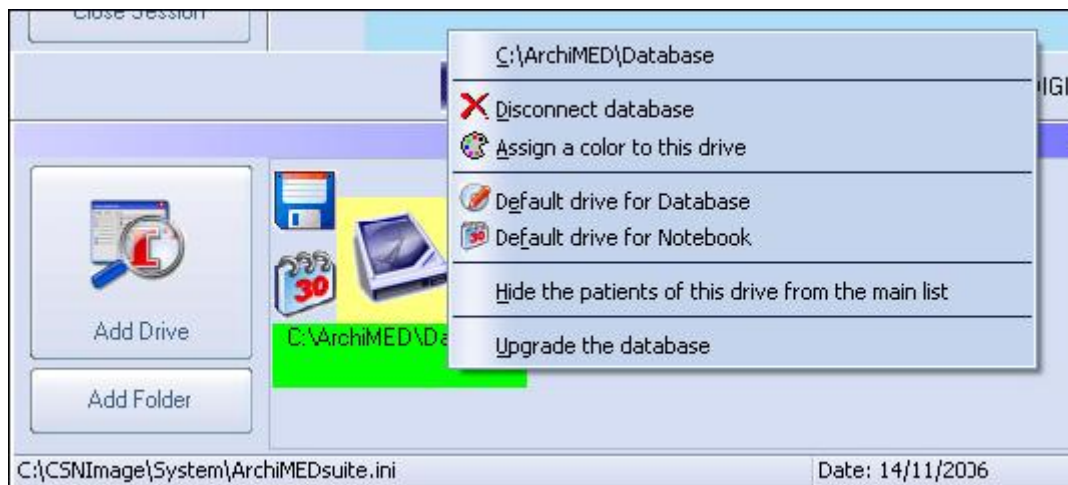 Close Session
C:\ArchiMED\Database
Disconnect database
Assign a color to this drive
Default drive for Database
Default drive for Notebook
Hide the patients of this drive from the main list
Upgrade the database
30
Add Drive
C:\ArchiMED\Da
Add Folder
C:\CSNImage\System\ArchiMEDsuite.ini
Date: 14/11/2006